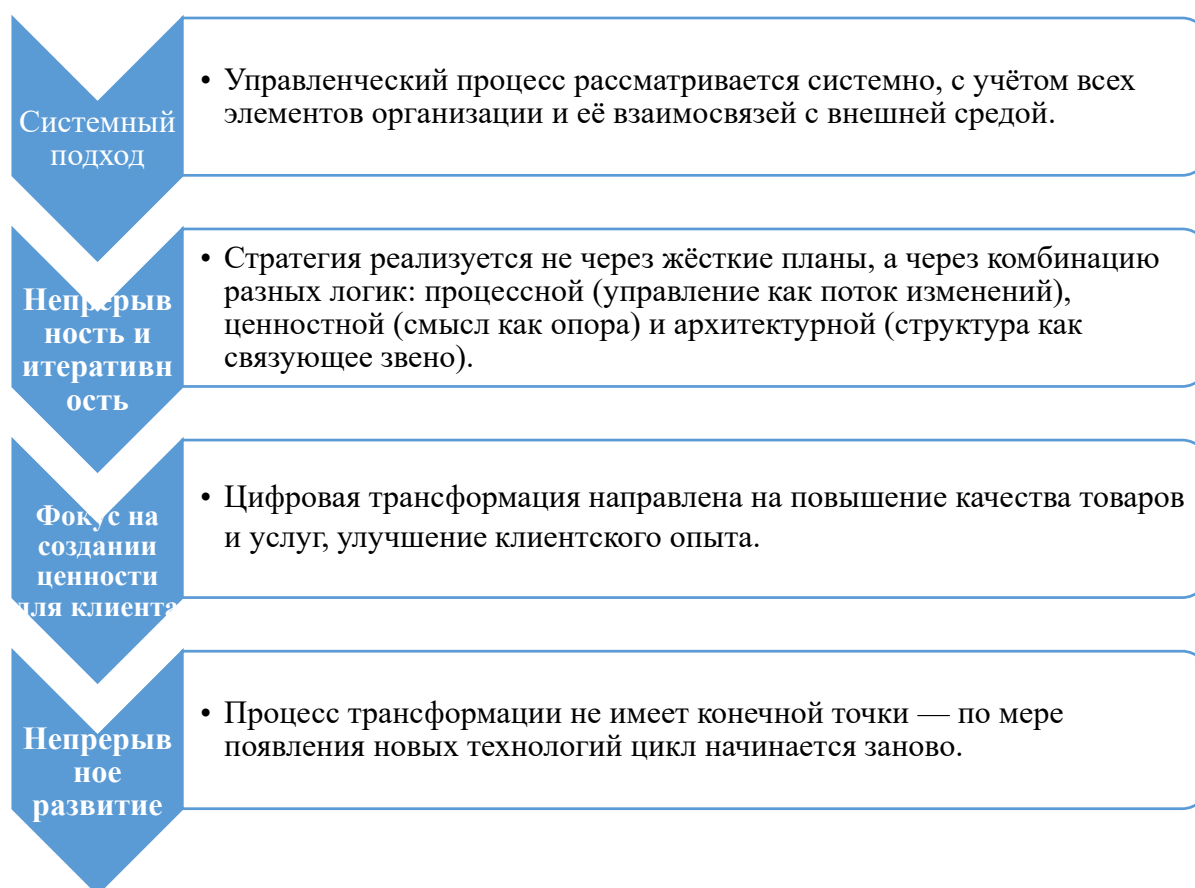 Системный
подход
• Управленческий процесс рассматривается системно, с учётом всех
элементов организации и её взаимосвязей с внешней средой.
Непрерыв
ность и
итеративн
ость
• Стратегия реализуется не через жёсткие планы, а через комбинацию
разных логик: процессной (управление как поток изменений),
ценностной (смысл как опора) и архитектурной (структура как
связующее звено).
Фокус на
создании
ценности
для клиента
• Цифровая трансформация направлена на повышение качества товаров
и услуг, улучшение клиентского опыта.
Непрерыв
ное
развитие
• Процесс трансформации не имеет конечной точки — по мере
появления новых технологий цикл начинается заново.